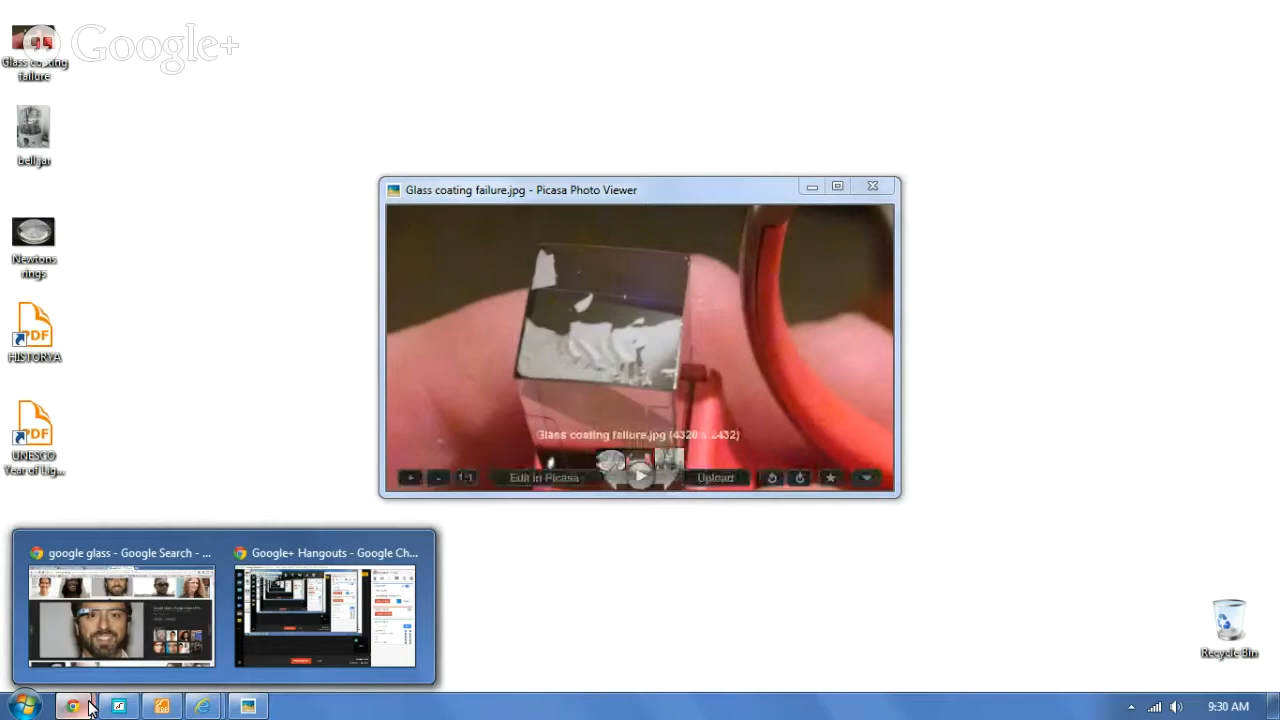 Google+
Glass coating
failure
bell jar
Newtons
rings
PDF
HISTORYA
PDF
UNESCO
Year of Lig...
Glass coating failure.jpg - Picasa Photo Viewer
Glass coating failure.jpg (4320 x 2432)
+ - 1:1 Edit in Picasa Upload
google glass - Google Search - ...
Google+ Hangouts - Google Ch...
Recycle Bin
9:30 AM